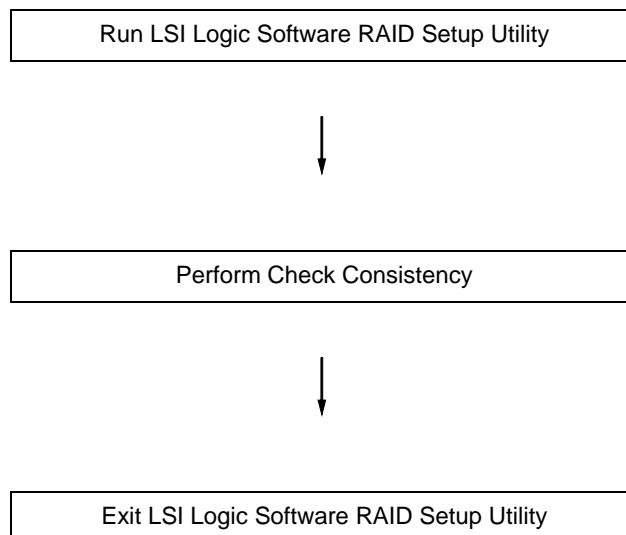 Run LSI Logic Software RAID Setup Utility
Perform Check Consistency
Exit LSI Logic Software RAID Setup Utility